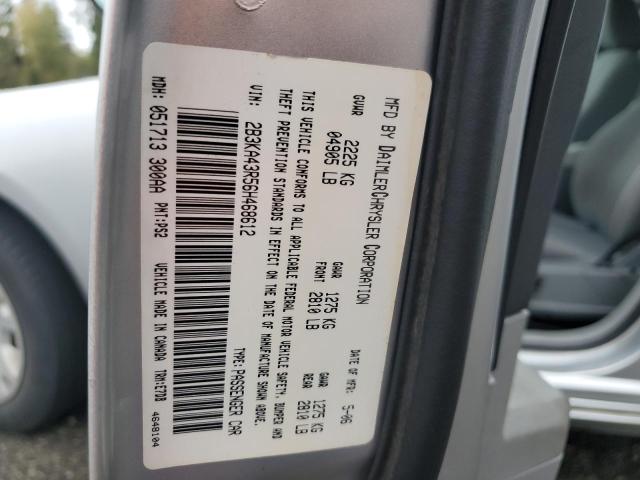 MFD BY DAIMLERCHRYSLER CORPORATION
DATE OF MFR: 5-06
GVWR 2225 KG 04905 LB
GAWR FRONT 1275 KG 2810 LB
GAWR REAR 1275 KG 2810 LB
THIS VEHICLE CONFORMS TO ALL APPLICABLE FEDERAL MOTOR VEHICLE SAFETY, BUMPER AND
THEFT PREVENTION STANDARDS IN EFFECT ON THE DATE OF MANUFACTURE SHOWN ABOVE.
VIN: 2B3KA43R56H468612
TYPE: PASSENGER CAR
MDH: 051713 300AA PNT: PS2
VEHICLE MADE IN CANADA TRM: E7DB
4648104